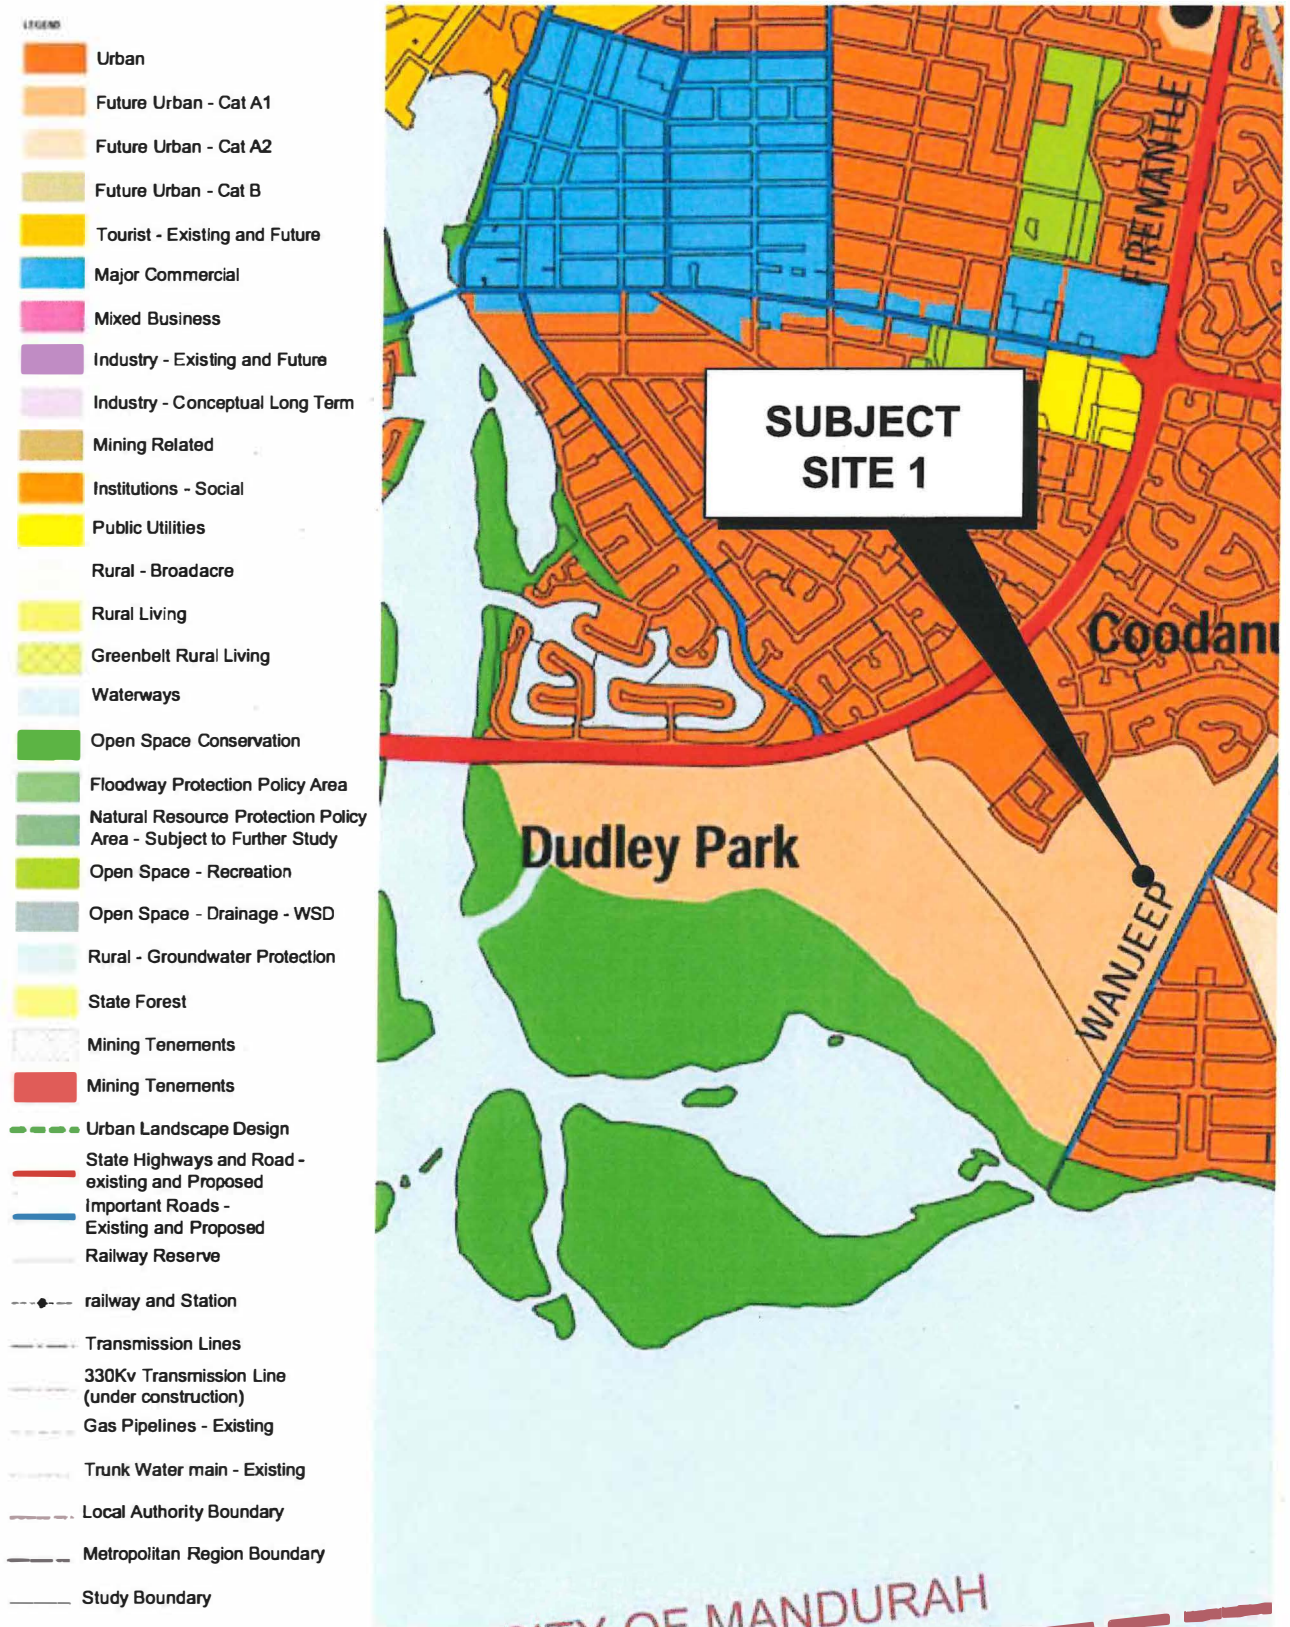 LEGEND
Urban
Future Urban - Cat A1
Future Urban - Cat A2
Future Urban - Cat B
Tourist - Existing and Future
Major Commercial
Mixed Business
Industry - Existing and Future
Industry - Conceptual Long Term
Mining Related
Institutions - Social
Public Utilities
Rural - Broadacre
Rural Living
Greenbelt Rural Living
Waterways
Open Space Conservation
Floodway Protection Policy Area
Natural Resource Protection Policy
Area - Subject to Further Study
Open Space - Recreation
Open Space - Drainage - WSD
Rural - Groundwater Protection
State Forest
Mining Tenements
Mining Tenements
Urban Landscape Design
State Highways and Road -
existing and Proposed
Important Roads -
Existing and Proposed
Railway Reserve
railway and Station
Transmission Lines
330Kv Transmission Line
(under construction)
Gas Pipelines - Existing
Trunk Water main - Existing
Local Authority Boundary
Metropolitan Region Boundary
Study Boundary
FREMANTLE
SUBJECT
SITE 1
Coodanu
Dudley Park
WANJEEP
CITY OF MANDURAH